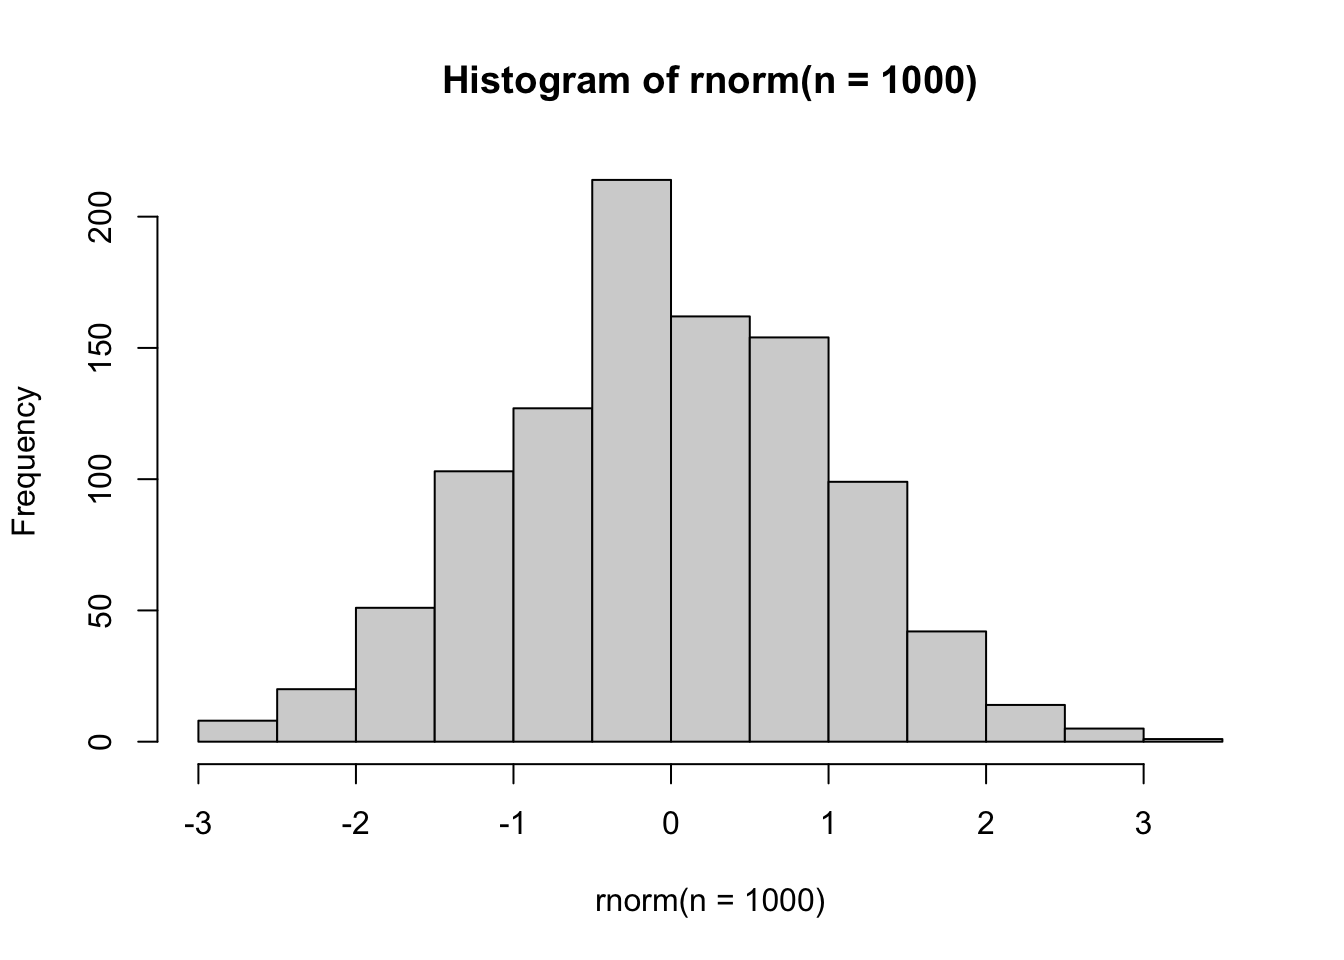 Histogram of rnorm(n = 1000)
Frequency
200
150
100
50
0
-3 -2 -1 0 1 2 3
rnorm(n = 1000)